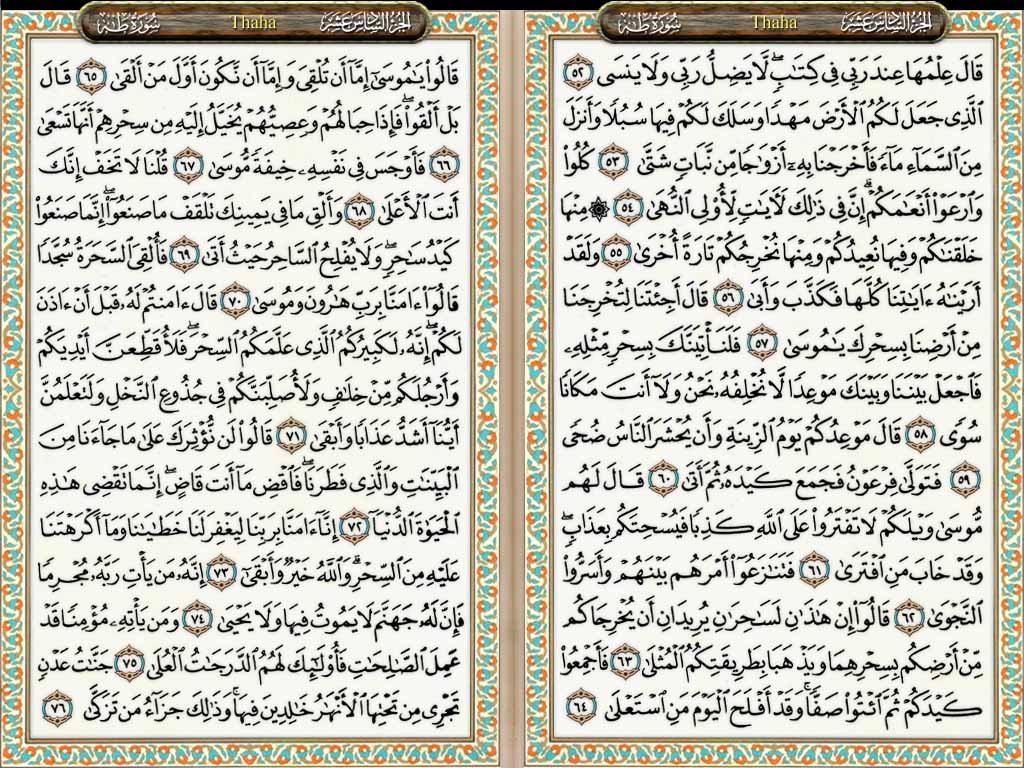 سُورَةُ طه
Thaha
الجزء السادس عشر
قَالَ عِلْمُهَا عِندَ رَبِّي فِي كِتَٰبٍ ۖ لَّا يَضِلُّ رَبِّي وَلَا يَنسَى ٥٢
ٱلَّذِي جَعَلَ لَكُمُ ٱلْأَرْضَ مَهْدًا وَسَلَكَ لَكُمْ فِيهَا سُبُلًا وَأَنزَلَ
مِنَ ٱلسَّمَآءِ مَآءً فَأَخْرَجْنَا بِهِۦٓ أَزْوَٰجًا مِّن نَّبَاتٍ شَتَّىٰ ٥٣ كُلُوا۟
وَٱرْعَوْا۟ أَنْعَٰمَكُمْ ۗ إِنَّ فِي ذَٰلِكَ لَءَايَٰتٍ لِّأُو۟لِي ٱلنُّهَىٰ ٥٤ ۞ مِنْهَا
خَلَقْنَٰكُمْ وَفِيهَا نُعِيدُكُمْ وَمِنْهَا نُخْرِجُكُمْ تَارَةً أُخْرَىٰ ٥٥ وَلَقَدْ
أَرَيْنَٰهُ ءَايَٰتِنَا كُلَّهَا فَكَذَّبَ وَأَبَىٰ ٥٦ قَالَ أَجِئْتَنَا لِتُخْرِجَنَا
مِنْ أَرْضِنَا بِسِحْرِكَ يَٰمُوسَىٰ ٥٧ فَلَنَأْتِيَنَّكَ بِسِحْرٍ مِّثْلِهِۦ
فَٱجْعَلْ بَيْنَنَا وَبَيْنَكَ مَوْعِدًا لَّا نُخْلِفُهُۥ نَحْنُ وَلَآ أَنتَ مَكَانًا
سُوًى ٥٨ قَالَ مَوْعِدُكُمْ يَوْمُ ٱلزِّينَةِ وَأَن يُحْشَرَ ٱلنَّاسُ ضُحًى
٥٩ فَتَوَلَّىٰ فِرْعَوْنُ فَجَمَعَ كَيْدَهُۥ ثُمَّ أَتَىٰ ٦٠ قَالَ لَهُم
مُّوسَىٰ وَيْلَكُمْ لَا تَفْتَرُوا۟ عَلَى ٱللَّهِ كَذِبًا فَيُسْحِتَكُم بِعَذَابٍ ۖ
وَقَدْ خَابَ مَنِ ٱفْتَرَىٰ ٦١ فَتَنَٰزَعُوٓا۟ أَمْرَهُم بَيْنَهُمْ وَأَسَرُّوا۟
ٱلنَّجْوَىٰ ٦٢ قَالُوٓا۟ إِنْ هَٰذَٰنِ لَسَٰحِرَٰنِ يُرِيدَانِ أَن يُخْرِجَاكُم
مِّنْ أَرْضِكُم بِسِحْرِهِمَا وَيَذْهَبَا بِطَرِيقَتِكُمُ ٱلْمُثْلَىٰ ٦٣ فَأَجْمِعُوا۟
كَيْدَكُمْ ثُمَّ ٱئْتُوا۟ صَفًّا ۚ وَقَدْ أَفْلَحَ ٱلْيَوْمَ مَنِ ٱسْتَعْلَىٰ ٦٤
سُورَةُ طه
Thaha
الجزء السادس عشر
قَالُوا۟ يَٰمُوسَىٰٓ إِمَّآ أَن تُلْقِيَ وَإِمَّآ أَن نَّكُونَ أَوَّلَ مَنْ أَلْقَىٰ ٦٥ قَالَ
بَلْ أَلْقُوا۟ ۖ فَإِذَا حِبَالُهُمْ وَعِصِيُّهُمْ يُخَيَّلُ إِلَيْهِ مِن سِحْرِهِمْ أَنَّهَا تَسْعَىٰ
٦٦ فَأَوْجَسَ فِي نَفْسِهِۦ خِيفَةً مُّوسَىٰ ٦٧ قُلْنَا لَا تَخَفْ إِنَّكَ
أَنتَ ٱلْأَعْلَىٰ ٦٨ وَأَلْقِ مَا فِي يَمِينِكَ تَلْقَفْ مَا صَنَعُوٓا۟ ۖ إِنَّمَا صَنَعُوا۟
كَيْدُ سَٰحِرٍ ۖ وَلَا يُفْلِحُ ٱلسَّاحِرُ حَيْثُ أَتَىٰ ٦٩ فَأُلْقِيَ ٱلسَّحَرَةُ سُجَّدًا
قَالُوٓا۟ ءَامَنَّا بِرَبِّ هَٰرُونَ وَمُوسَىٰ ٧٠ قَالَ ءَامَنتُمْ لَهُۥ قَبْلَ أَنْ ءَاذَنَ
لَكُمْ ۖ إِنَّهُۥ لَكَبِيرُكُمُ ٱلَّذِي عَلَّمَكُمُ ٱلسِّحْرَ ۖ فَلَأُقَطِّعَنَّ أَيْدِيَكُمْ
وَأَرْجُلَكُم مِّنْ خِلَٰفٍ وَلَأُصَلِّبَنَّكُمْ فِي جُذُوعِ ٱلنَّخْلِ وَلَتَعْلَمُنَّ
أَيُّنَآ أَشَدُّ عَذَابًا وَأَبْقَىٰ ٧١ قَالُوا۟ لَن نُّؤْثِرَكَ عَلَىٰ مَا جَآءَنَا مِنَ
ٱلْبَيِّنَٰتِ وَٱلَّذِي فَطَرَنَا ۖ فَٱقْضِ مَآ أَنتَ قَاضٍ ۖ إِنَّمَا تَقْضِي هَٰذِهِ
ٱلْحَيَوٰةَ ٱلدُّنْيَآ ٧٢ إِنَّآ ءَامَنَّا بِرَبِّنَا لِيَغْفِرَ لَنَا خَطَٰيَٰنَا وَمَآ أَكْرَهْتَنَا
عَلَيْهِ مِنَ ٱلسِّحْرِ ۗ وَٱللَّهُ خَيْرٌ وَأَبْقَىٰٓ ٧٣ إِنَّهُۥ مَن يَأْتِ رَبَّهُۥ مُجْرِمًا
فَإِنَّ لَهُۥ جَهَنَّمَ لَا يَمُوتُ فِيهَا وَلَا يَحْيَىٰ ٧٤ وَمَن يَأْتِهِۦ مُؤْمِنًا قَدْ
عَمِلَ ٱلصَّٰلِحَٰتِ فَأُو۟لَٰٓئِكَ لَهُمُ ٱلدَّرَجَٰتُ ٱلْعُلَىٰ ٧٥ جَنَّٰتُ عَدْنٍ
تَجْرِي مِن تَحْتِهَا ٱلْأَنْهَٰرُ خَٰلِدِينَ فِيهَا ۚ وَذَٰلِكَ جَزَآءُ مَن تَزَكَّىٰ ٧٦